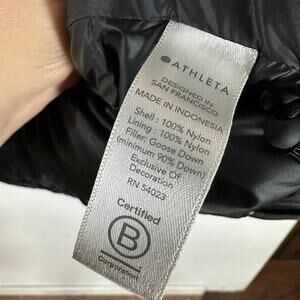 ATHLETA
DESIGNED IN
SAN FRANCISCO
MADE IN INDONESIA
Shell : 100% Nylon
Lining : 100% Nylon
Filler: Goose Down
(minimum 90% Down)
Exclusive Of
Decoration
RN 54023
Certified
B
Corporation